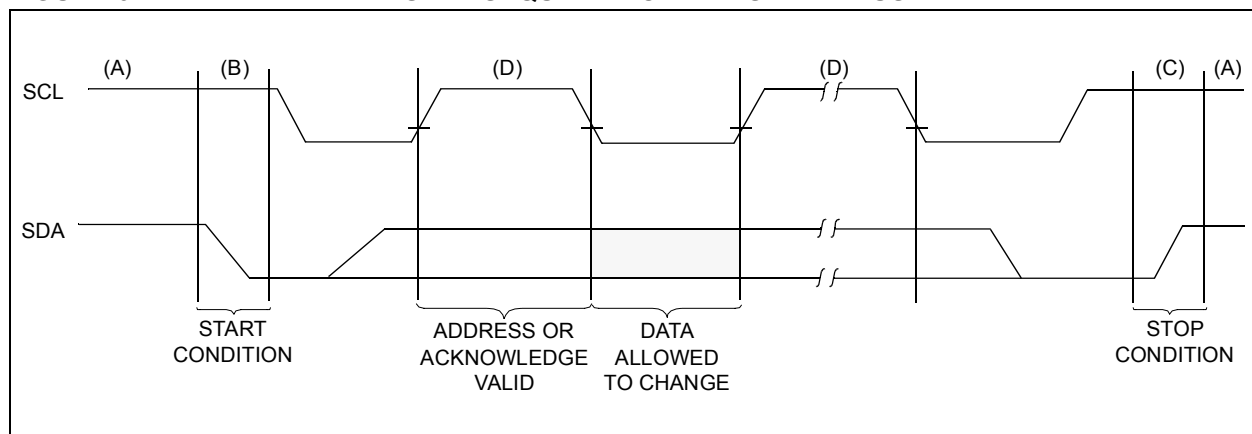 (A) (B) (D) (D) (C) (A)
SCL
SDA
START
CONDITION
ADDRESS OR
ACKNOWLEDGE
VALID
DATA
ALLOWED
TO CHANGE
STOP
CONDITION